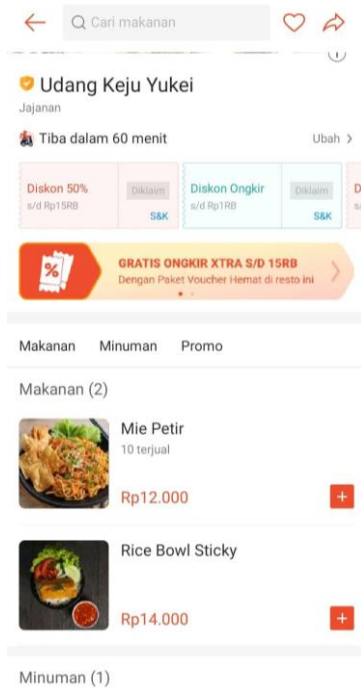 Cari makanan
Udang Keju Yukei
Jajanan
Tiba dalam 60 menit
Ubah >
Diskon 50%
s/d Rp15RB
Diklaim
S&K
Diskon Ongkir
s/d Rp1RB
Diklaim
S&K
D
GRATIS ONGKIR XTRA S/D 15RB
Dengan Paket Voucher Hemat di resto ini
Makanan Minuman Promo
Makanan (2)
Mie Petir
10 terjual
Rp12.000
Rice Bowl Sticky
Rp14.000
Minuman (1)